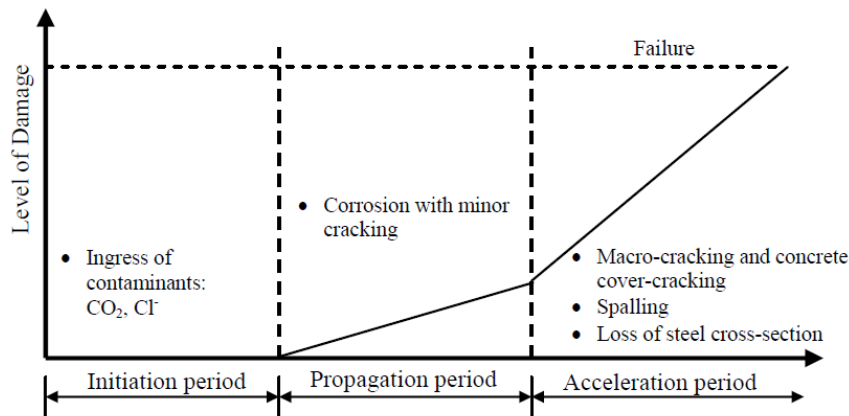 Failure
Level of Damage
• Corrosion with minor
cracking
• Ingress of
contaminants:
CO₂, Cl⁻
• Macro-cracking and concrete
cover-cracking
• Spalling
• Loss of steel cross-section
Initiation period
Propagation period
Acceleration period